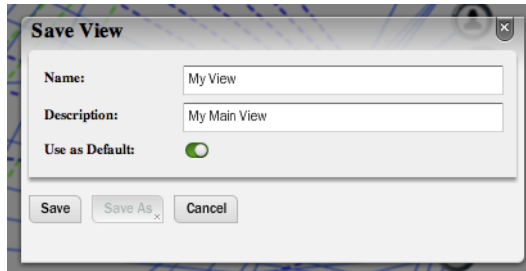 Save View
Name: My View
Description: My Main View
Use as Default:
Save Save As Cancel